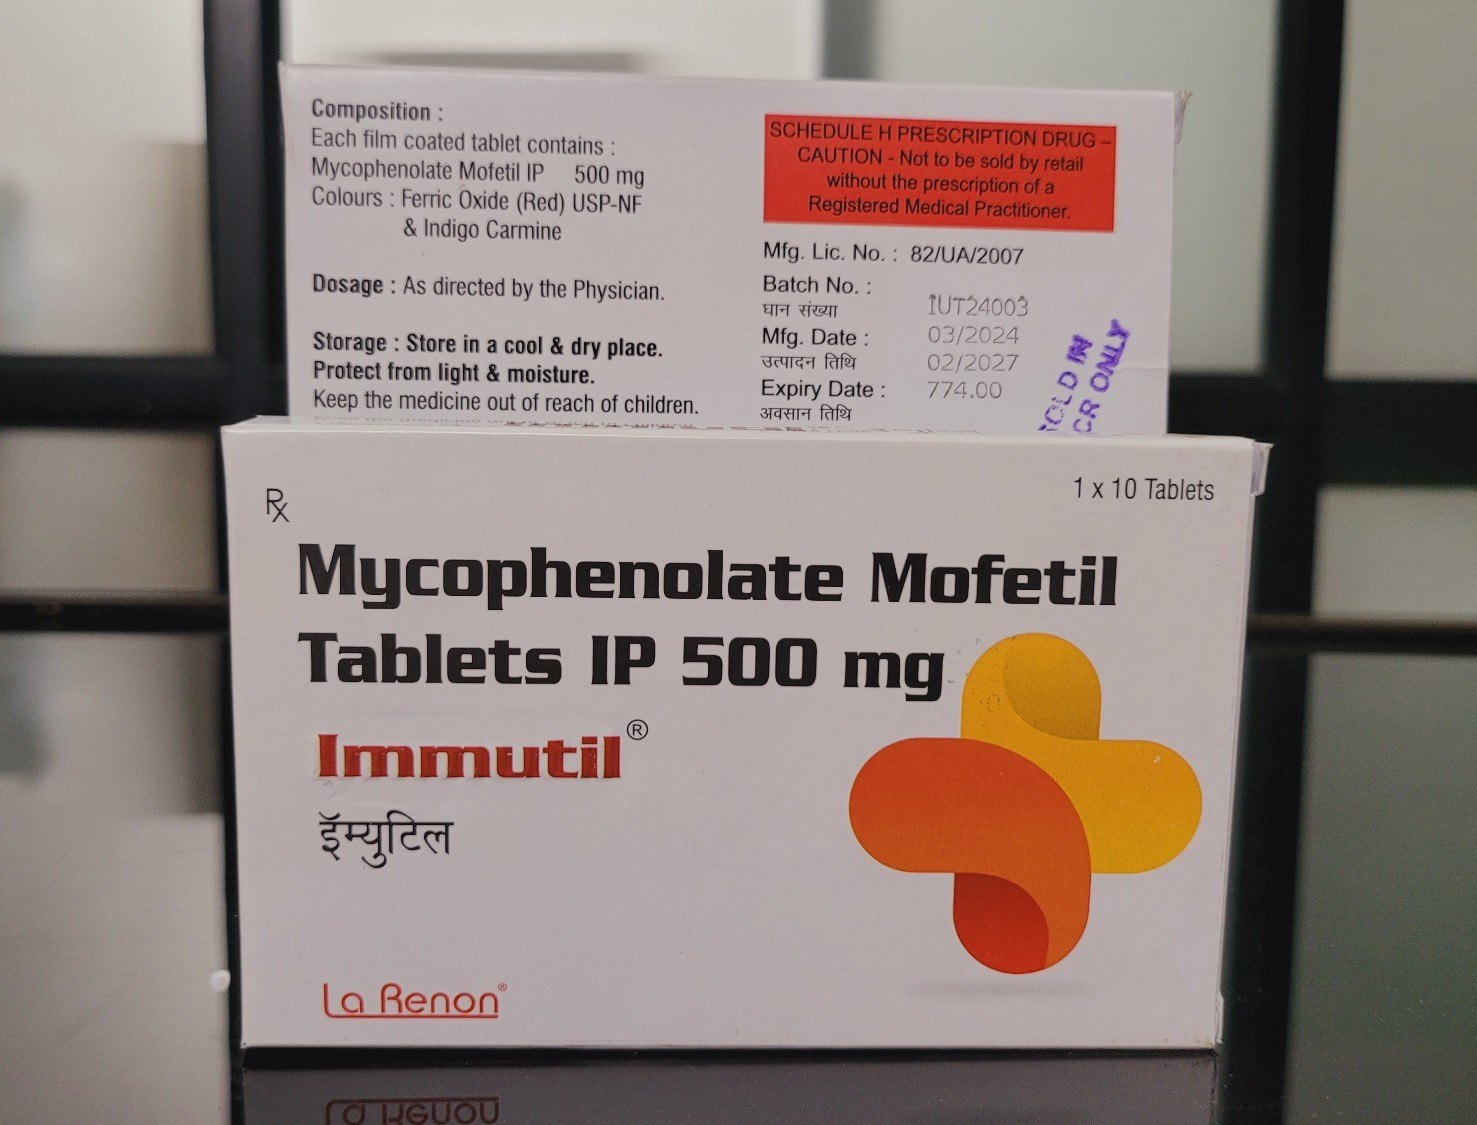 Composition :
Each film coated tablet contains :
Mycophenolate Mofetil IP 500 mg
Colours : Ferric Oxide (Red) USP-NF
& Indigo Carmine
Dosage : As directed by the Physician.
Storage : Store in a cool & dry place.
Protect from light & moisture.
Keep the medicine out of reach of children.
SCHEDULE H PRESCRIPTION DRUG –
CAUTION - Not to be sold by retail
without the prescription of a
Registered Medical Practitioner.
Mfg. Lic. No. : 82/UA/2007
Batch No. :
घान संख्या
IUT24003
Mfg. Date :
03/2024
उत्पादन तिथि
02/2027
Expiry Date :
774.00
अवसान तिथि
OLD IN
CR ONLY
Rx
1 x 10 Tablets
Mycophenolate Mofetil
Tablets IP 500 mg
Immutil®
इॅम्युटिल
La Renon®